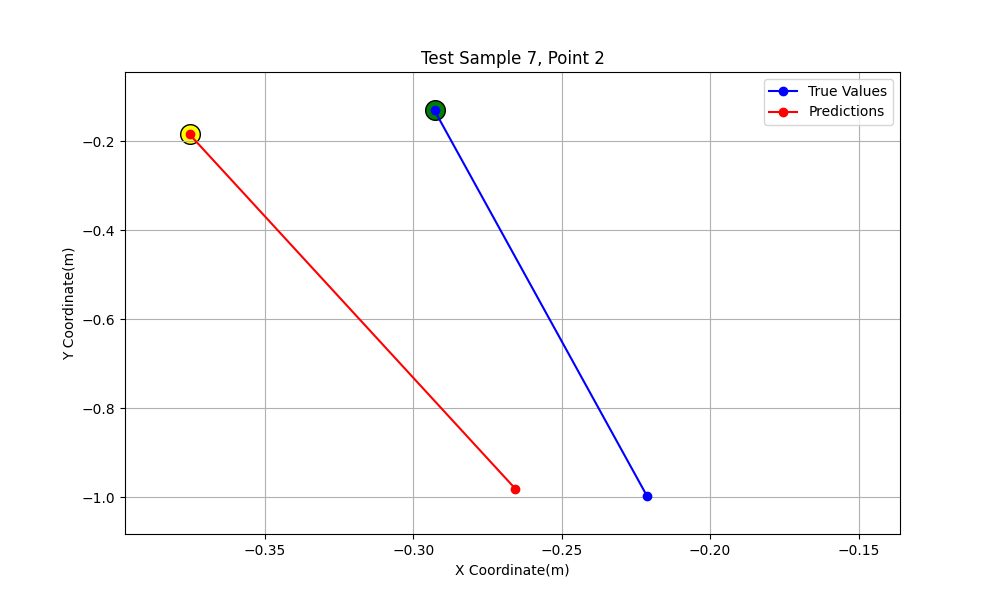 Test Sample 7, Point 2
True Values
Predictions
−0.2
−0.4
−0.6
−0.8
−1.0
Y Coordinate(m)
−0.35
−0.30
−0.25
−0.20
−0.15
X Coordinate(m)